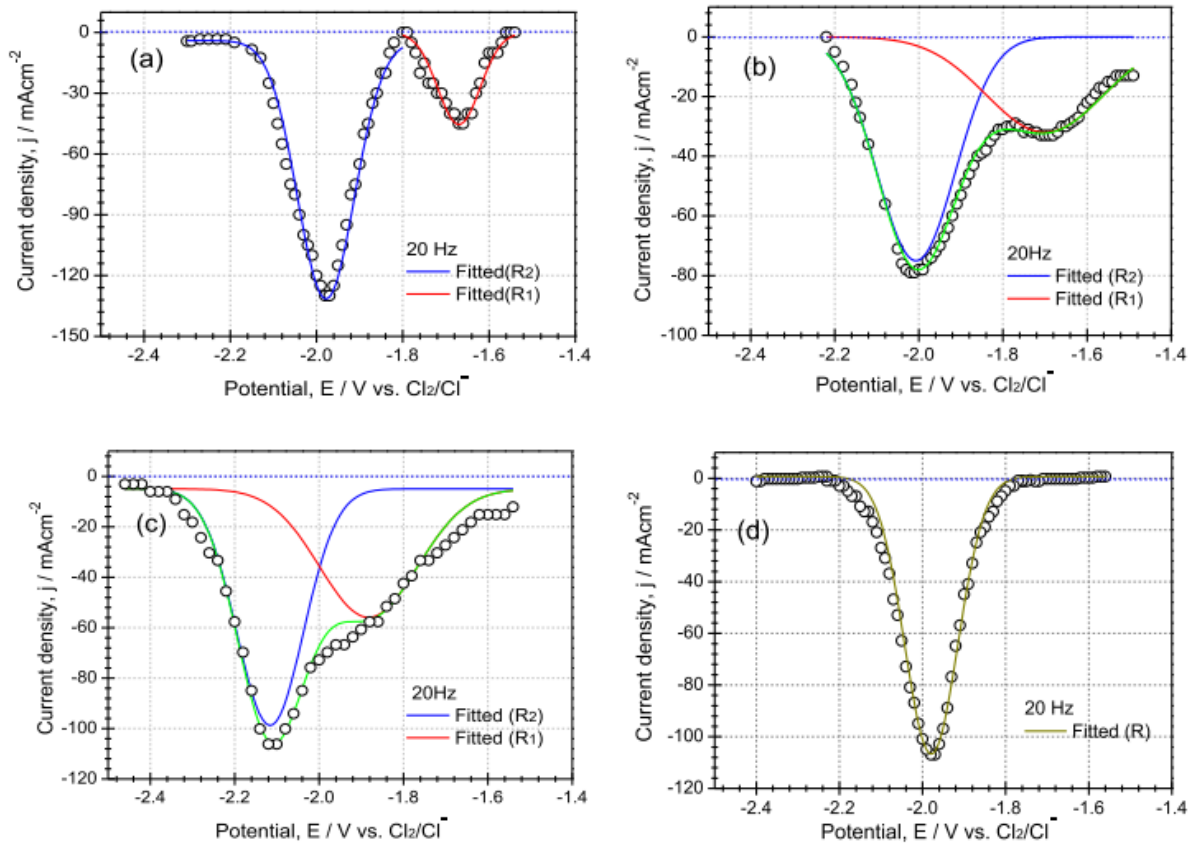 (a)
0
-30
-60
-90
-120
-150
Current density, j / mAcm⁻²
20 Hz
Fitted(R₂)
Fitted(R₁)
-2.4 -2.2 -2.0 -1.8 -1.6 -1.4
Potential, E / V vs. Cl₂/Cl⁻
(b)
0
-20
-40
-60
-80
-100
Current density, j / mAcm⁻²
20Hz
Fitted (R₂)
Fitted (R₁)
-2.4 -2.2 -2.0 -1.8 -1.6 -1.4
Potential, E / V vs. Cl₂/Cl⁻
(c)
0
-20
-40
-60
-80
-100
-120
Current density, j / mAcm⁻²
20Hz
Fitted (R₂)
Fitted (R₁)
-2.4 -2.2 -2.0 -1.8 -1.6 -1.4
Potential, E / V vs. Cl₂/Cl⁻
(d)
0
-20
-40
-60
-80
-100
-120
Current density, j / mAcm⁻²
20 Hz
Fitted (R)
-2.4 -2.2 -2.0 -1.8 -1.6 -1.4
Potential, E / V vs. Cl₂/Cl⁻